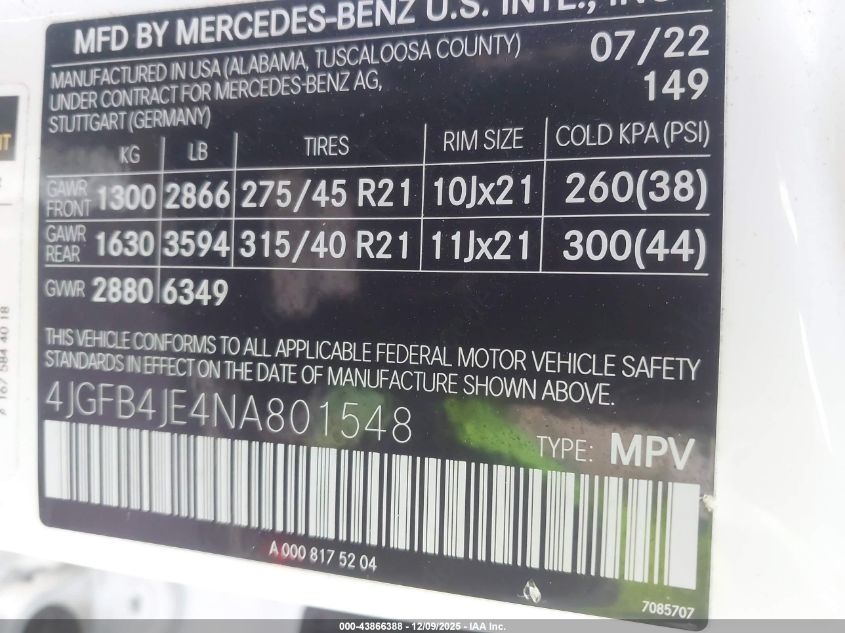 MFD BY MERCEDES-BENZ U.S. INTL., INC
MANUFACTURED IN USA (ALABAMA, TUSCALOOSA COUNTY) 07/22
UNDER CONTRACT FOR MERCEDES-BENZ AG, 149
STUTTGART (GERMANY)
KG LB TIRES RIM SIZE COLD KPA (PSI)
GAWR FRONT 1300 2866 275/45 R21 10Jx21 260(38)
GAWR REAR 1630 3594 315/40 R21 11Jx21 300(44)
GVWR 2880 6349
THIS VEHICLE CONFORMS TO ALL APPLICABLE FEDERAL MOTOR VEHICLE SAFETY
STANDARDS IN EFFECT ON THE DATE OF MANUFACTURE SHOWN ABOVE.
4JGFB4JE4NA801548
TYPE: MPV
A 000 817 52 04
7085707
167 584 40 18
000-43866388 - 12/09/2025 - IAA Inc.